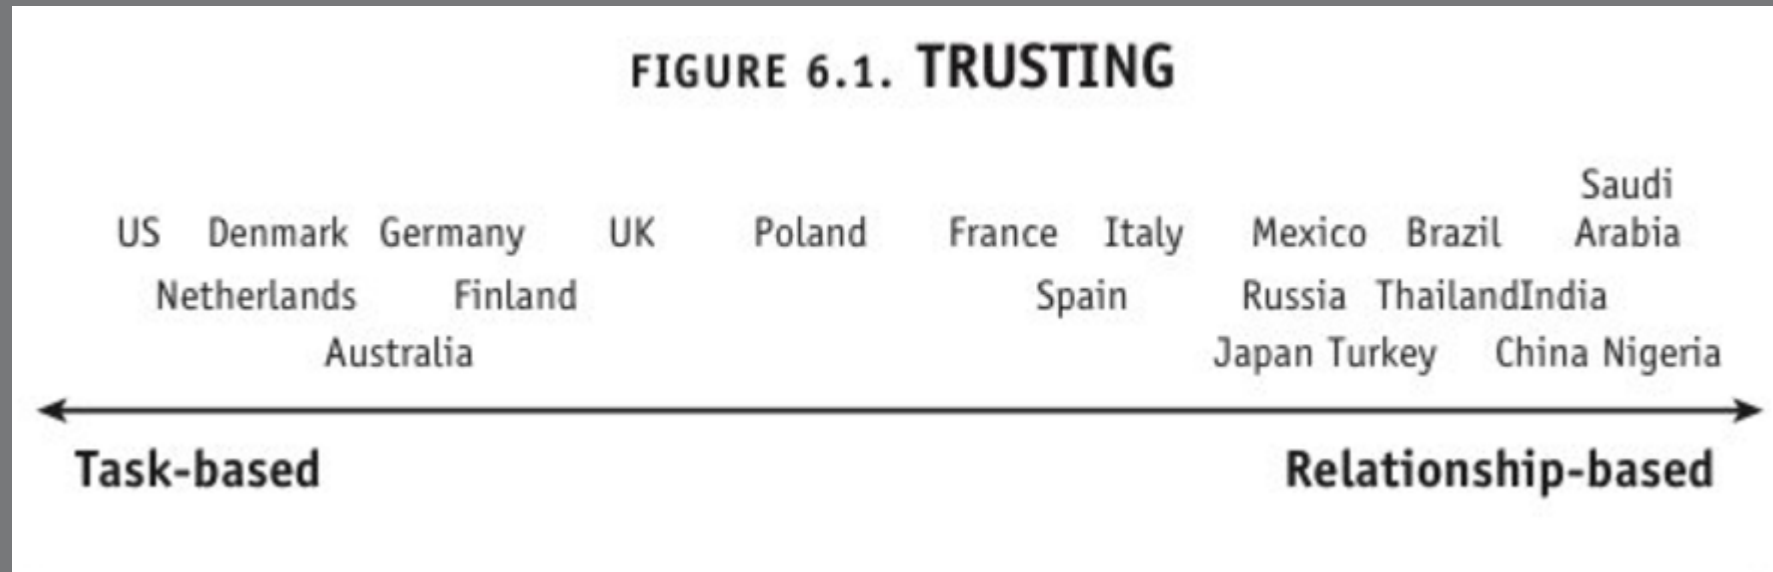 FIGURE 6.1. TRUSTING
Saudi
US Denmark Germany UK Poland France Italy Mexico Brazil Arabia
Netherlands Finland Spain Russia ThailandIndia
Australia Japan Turkey China Nigeria
Task-based Relationship-based